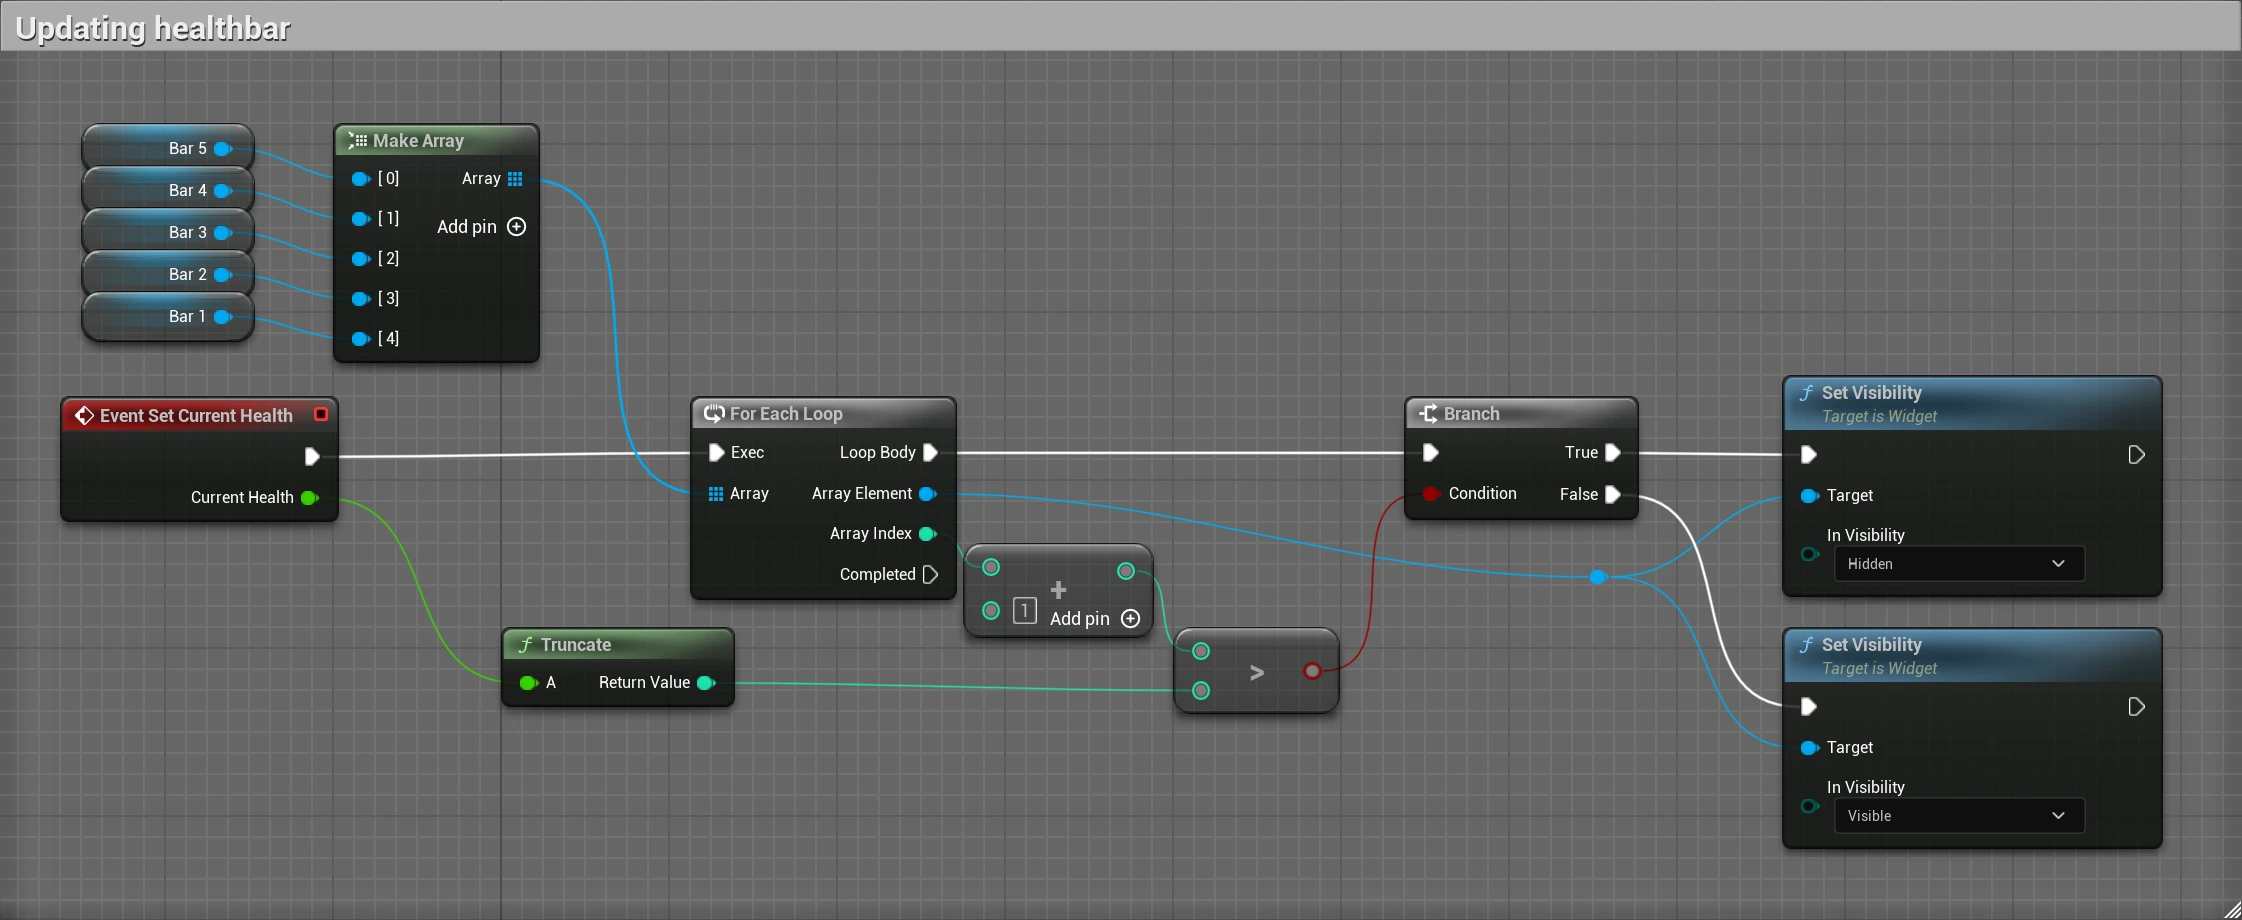 Updating healthbar
Bar 5
Bar 4
Bar 3
Bar 2
Bar 1
Make Array
[ 0] Array
[ 1] Add pin
[ 2]
[ 3]
[ 4]
Event Set Current Health
Current Health
For Each Loop
Exec Loop Body
Array Array Element
Array Index
Completed
+
1 Add pin
Truncate
A Return Value
>
Branch
True
Condition False
Set Visibility
Target is Widget
Target
In Visibility
Hidden
Set Visibility
Target is Widget
Target
In Visibility
Visible